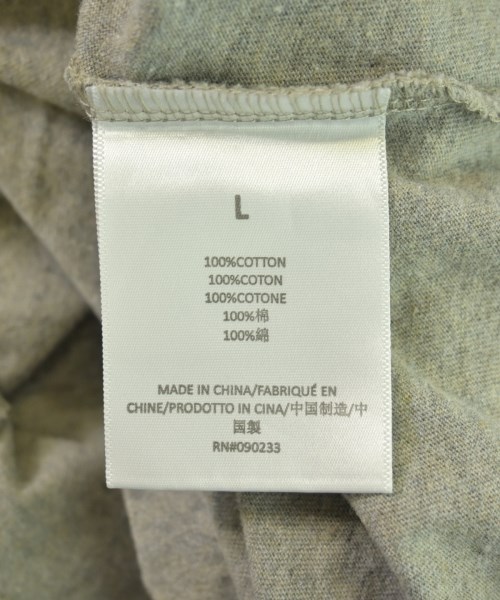 L
100%COTTON
100%COTON
100%COTONE
100%棉
100%綿
MADE IN CHINA/FABRIQUÉ EN
CHINE/PRODOTTO IN CINA/中国制造/中
国製
RN#090233